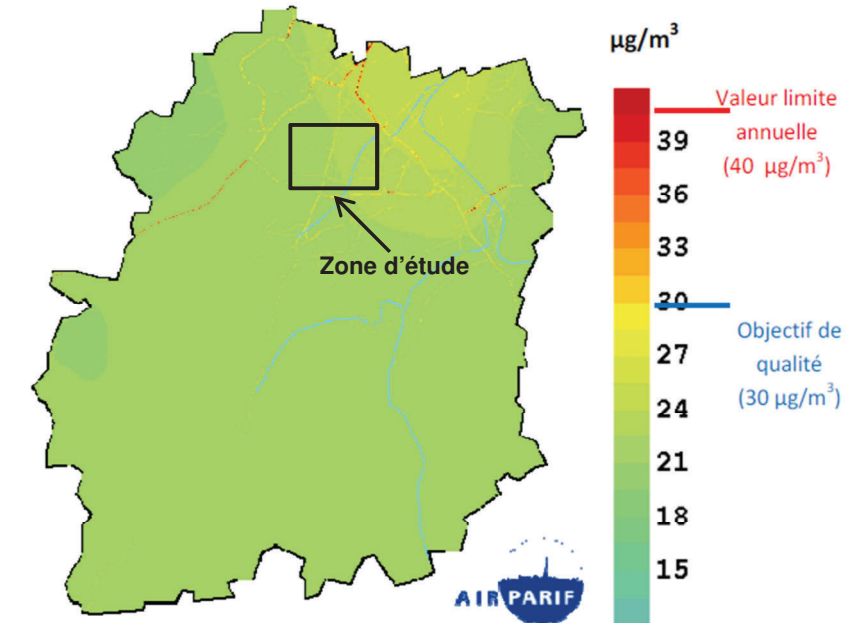 µg/m³
Valeur limite
annuelle
(40 µg/m³)
39
36
33
30
Objectif de
qualité
(30 µg/m³)
27
24
21
18
15
Zone d'étude
AIRPARIF